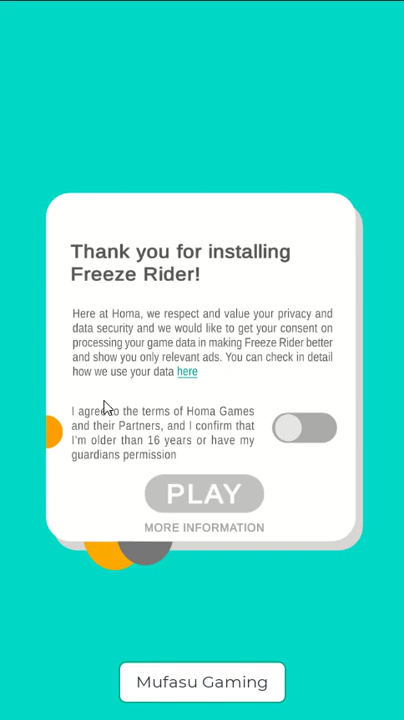 Thank you for installing
Freeze Rider!
Here at Homa, we respect and value your privacy and
data security and we would like to get your consent on
processing your game data in making Freeze Rider better
and show you only relevant ads. You can check in detail
how we use your data here
I agree to the terms of Homa Games
and their Partners, and I confirm that
I'm older than 16 years or have my
guardians permission
PLAY
MORE INFORMATION
Mufasu Gaming